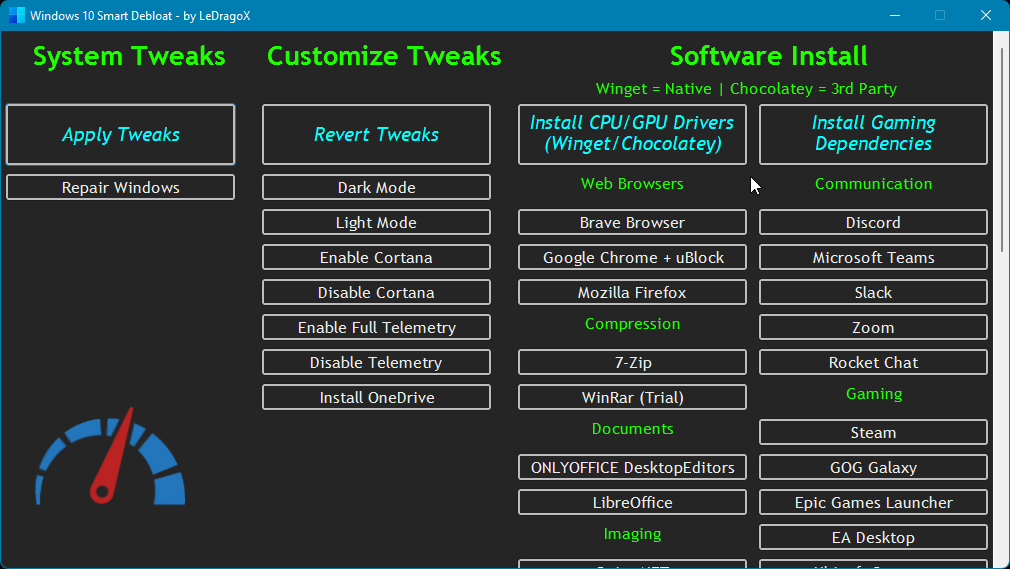 Windows 10 Smart Debloat - by LeDragoX
System Tweaks
Apply Tweaks
Repair Windows
Customize Tweaks
Revert Tweaks
Dark Mode
Light Mode
Enable Cortana
Disable Cortana
Enable Full Telemetry
Disable Telemetry
Install OneDrive
Software Install
Winget = Native | Chocolatey = 3rd Party
Install CPU/GPU Drivers
(Winget/Chocolatey)
Web Browsers
Brave Browser
Google Chrome + uBlock
Mozilla Firefox
Compression
7-Zip
WinRar (Trial)
Documents
ONLYOFFICE DesktopEditors
LibreOffice
Imaging
Install Gaming
Dependencies
Communication
Discord
Microsoft Teams
Slack
Zoom
Rocket Chat
Gaming
Steam
GOG Galaxy
Epic Games Launcher
EA Desktop